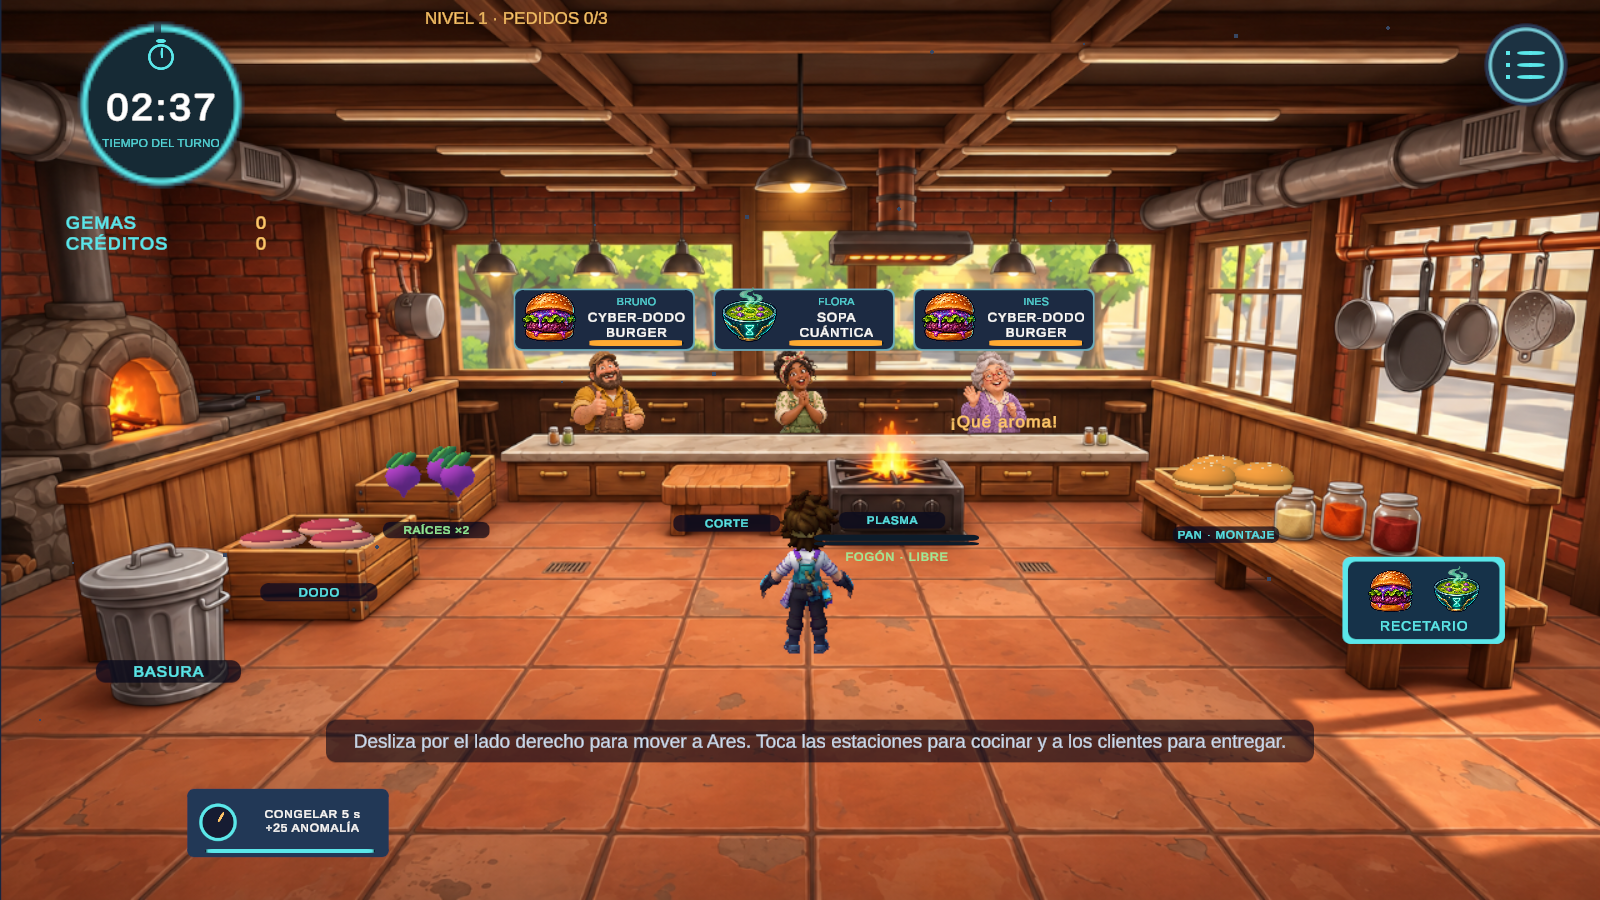 NIVEL 1 · PEDIDOS 0/3
02:37
TIEMPO DEL TURNO
GEMAS 0
CRÉDITOS 0
BRUNO
CYBER-DODO
BURGER
FLORA
SOPA
CUÁNTICA
INES
CYBER-DODO
BURGER
¡Qué aroma!
RAÍCES ×2
CORTE
PLASMA
FOGÓN · LIBRE
PAN · MONTAJE
DODO
RECETARIO
BASURA
Desliza por el lado derecho para mover a Ares. Toca las estaciones para cocinar y a los clientes para entregar.
CONGELAR 5 s
+25 ANOMALÍA